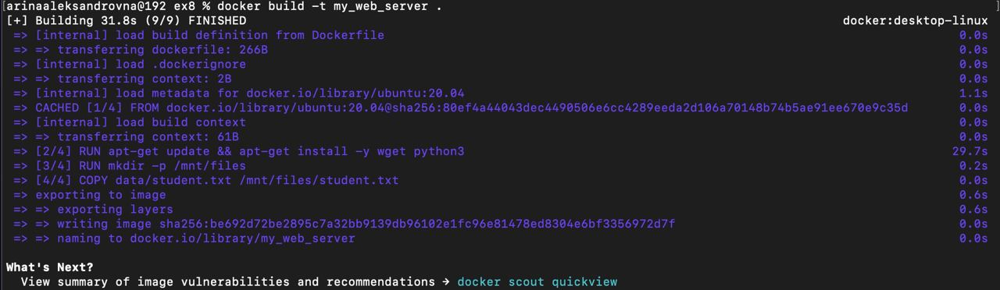 [arinaaleksandrovna@192 ex8 % docker build -t my_web_server .
[+] Building 31.8s (9/9) FINISHED docker:desktop-linux
=> [internal] load build definition from Dockerfile 0.0s
=> => transferring dockerfile: 266B 0.0s
=> [internal] load .dockerignore 0.0s
=> => transferring context: 2B 0.0s
=> [internal] load metadata for docker.io/library/ubuntu:20.04 1.1s
=> CACHED [1/4] FROM docker.io/library/ubuntu:20.04@sha256:80ef4a44043dec4490506e6cc4289eeda2d106a70148b74b5ae91ee670e9c35d 0.0s
=> [internal] load build context 0.0s
=> => transferring context: 61B 0.0s
=> [2/4] RUN apt-get update && apt-get install -y wget python3 29.7s
=> [3/4] RUN mkdir -p /mnt/files 0.2s
=> [4/4] COPY data/student.txt /mnt/files/student.txt 0.0s
=> exporting to image 0.6s
=> => exporting layers 0.6s
=> => writing image sha256:be692d72be2895c7a32bb9139db96102e1fc96e81478ed8304e6bf3356972d7f 0.0s
=> => naming to docker.io/library/my_web_server 0.0s
What's Next?
View summary of image vulnerabilities and recommendations → docker scout quickview